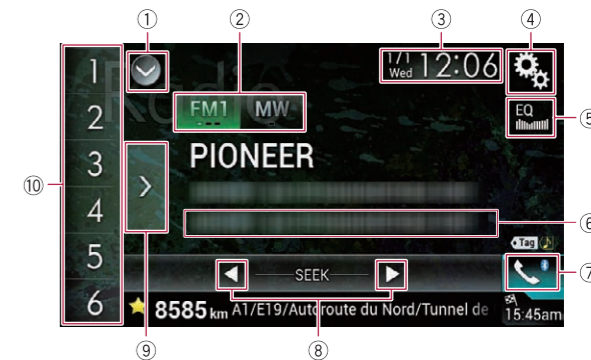 ① ② ③ ④
1 1/1 Wed 12:06
Radio
2 FM1 MW EQ ⑤
3 PIONEER
⑩
4
⑥
5 Tag
SEEK ⑦
6 8585 km A1/E19/Autoroute du Nord/Tunnel de 15:45am
⑨ ⑧